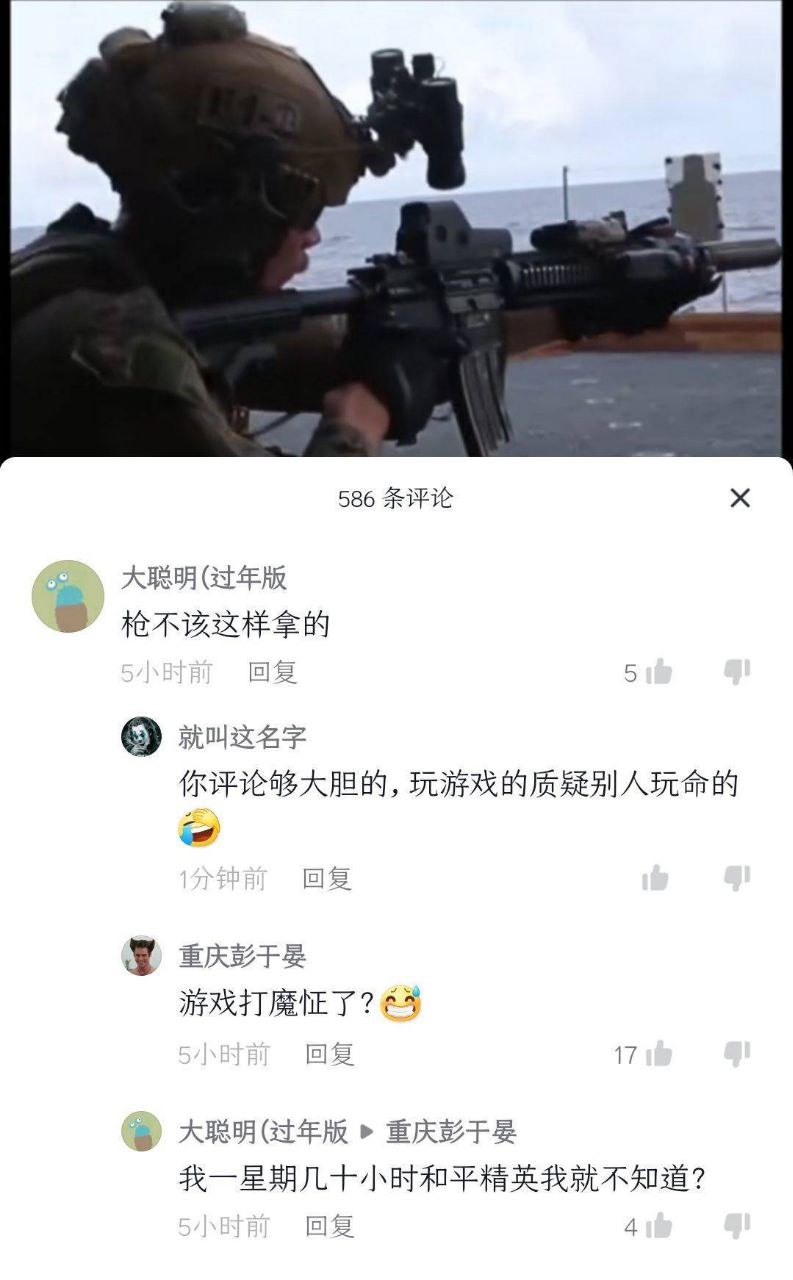 586 条评论
大聪明(过年版
枪不该这样拿的
5小时前 回复 5
就叫这名字
你评论够大胆的,玩游戏的质疑别人玩命的
🤣
1分钟前 回复
重庆彭于晏
游戏打魔怔了?😅
5小时前 回复 17
大聪明(过年版 ▶ 重庆彭于晏
我一星期几十小时和平精英我就不知道?
5小时前 回复 4